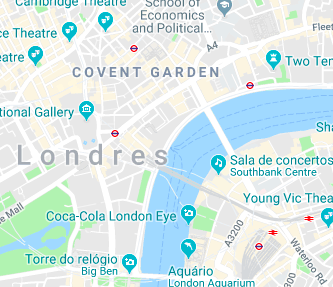 Cambridge Theatre
School of
Economics
and Political...
ce Theatre
A4
Fleet
eatre
COVENT GARDEN
Two Ten
tional Gallery
Londres
Sha
Sala de concertos
Southbank Centre
Young Vic Thea
e Mall
Coca-Cola London Eye
A3200
Waterloo Rd
Torre do relógio
Big Ben
Aquário
London Aquarium